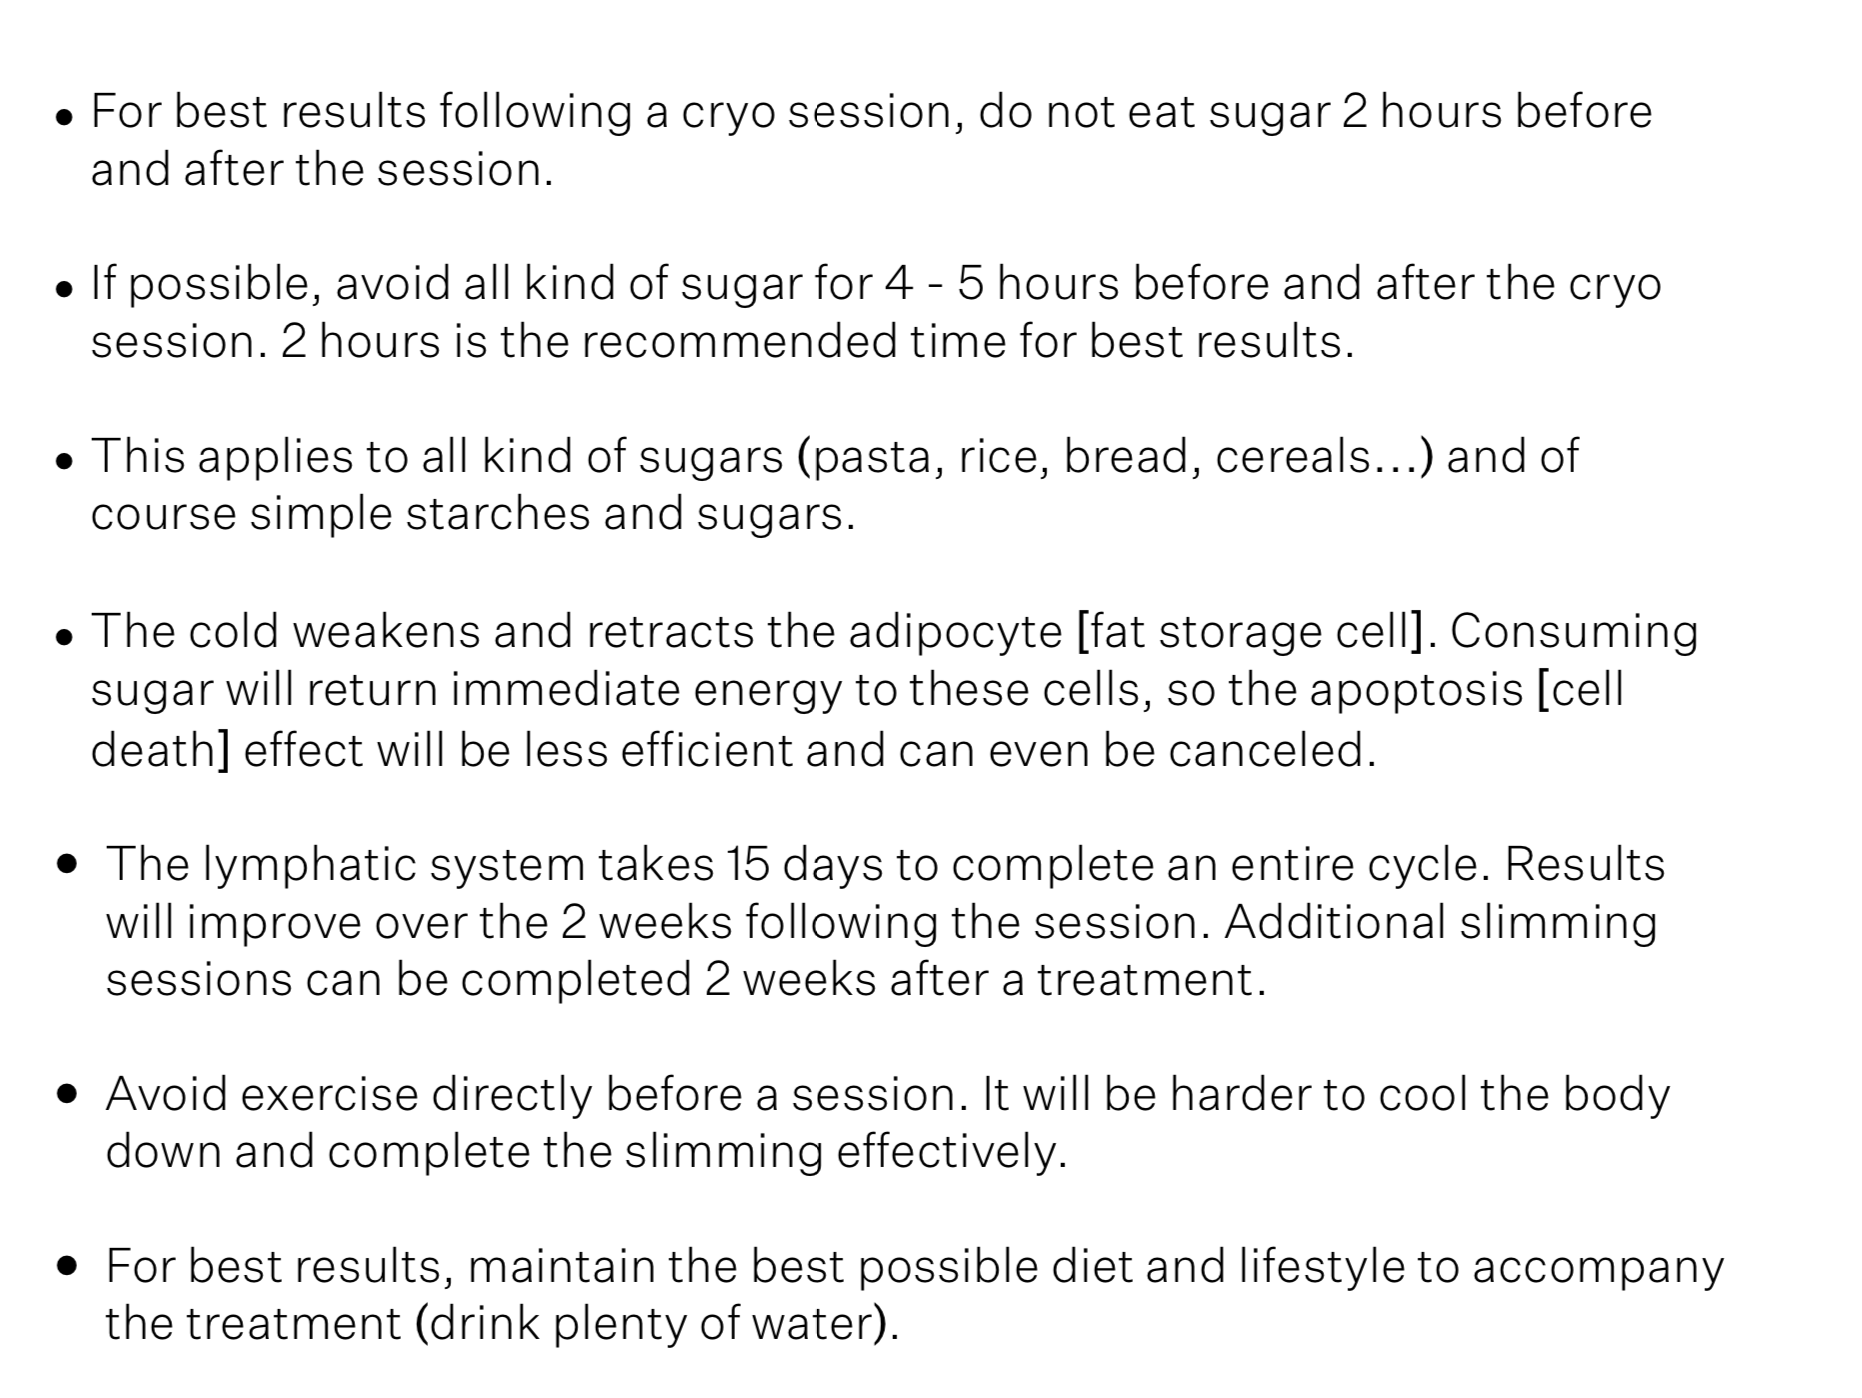 • For best results following a cryo session, do not eat sugar 2 hours before
and after the session.
• If possible, avoid all kind of sugar for 4 - 5 hours before and after the cryo
session. 2 hours is the recommended time for best results.
• This applies to all kind of sugars (pasta, rice, bread, cereals...) and of
course simple starches and sugars.
• The cold weakens and retracts the adipocyte [fat storage cell]. Consuming
sugar will return immediate energy to these cells, so the apoptosis [cell
death] effect will be less efficient and can even be canceled.
• The lymphatic system takes 15 days to complete an entire cycle. Results
will improve over the 2 weeks following the session. Additional slimming
sessions can be completed 2 weeks after a treatment.
• Avoid exercise directly before a session. It will be harder to cool the body
down and complete the slimming effectively.
• For best results, maintain the best possible diet and lifestyle to accompany
the treatment (drink plenty of water).